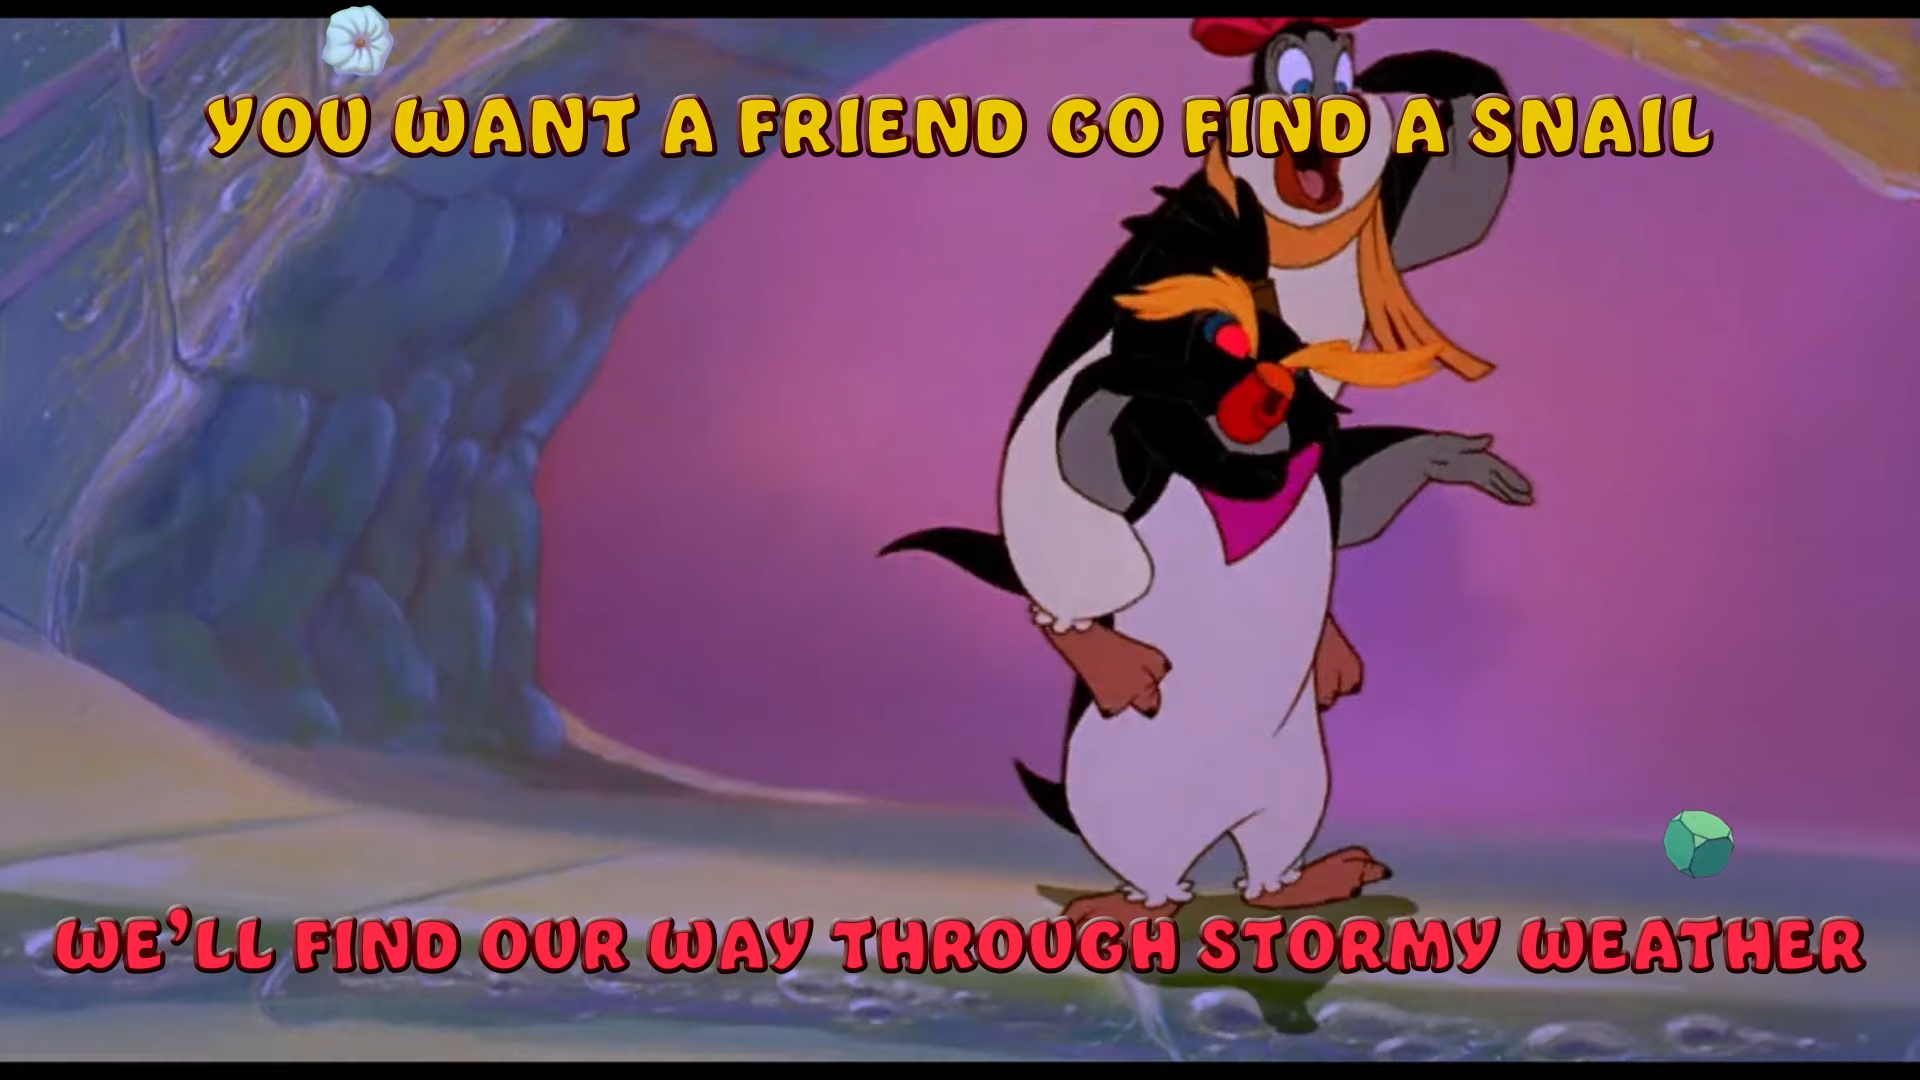 YOU WANT A FRIEND GO FIND A SNAIL
WE'LL FIND OUR WAY THROUGH STORMY WEATHER